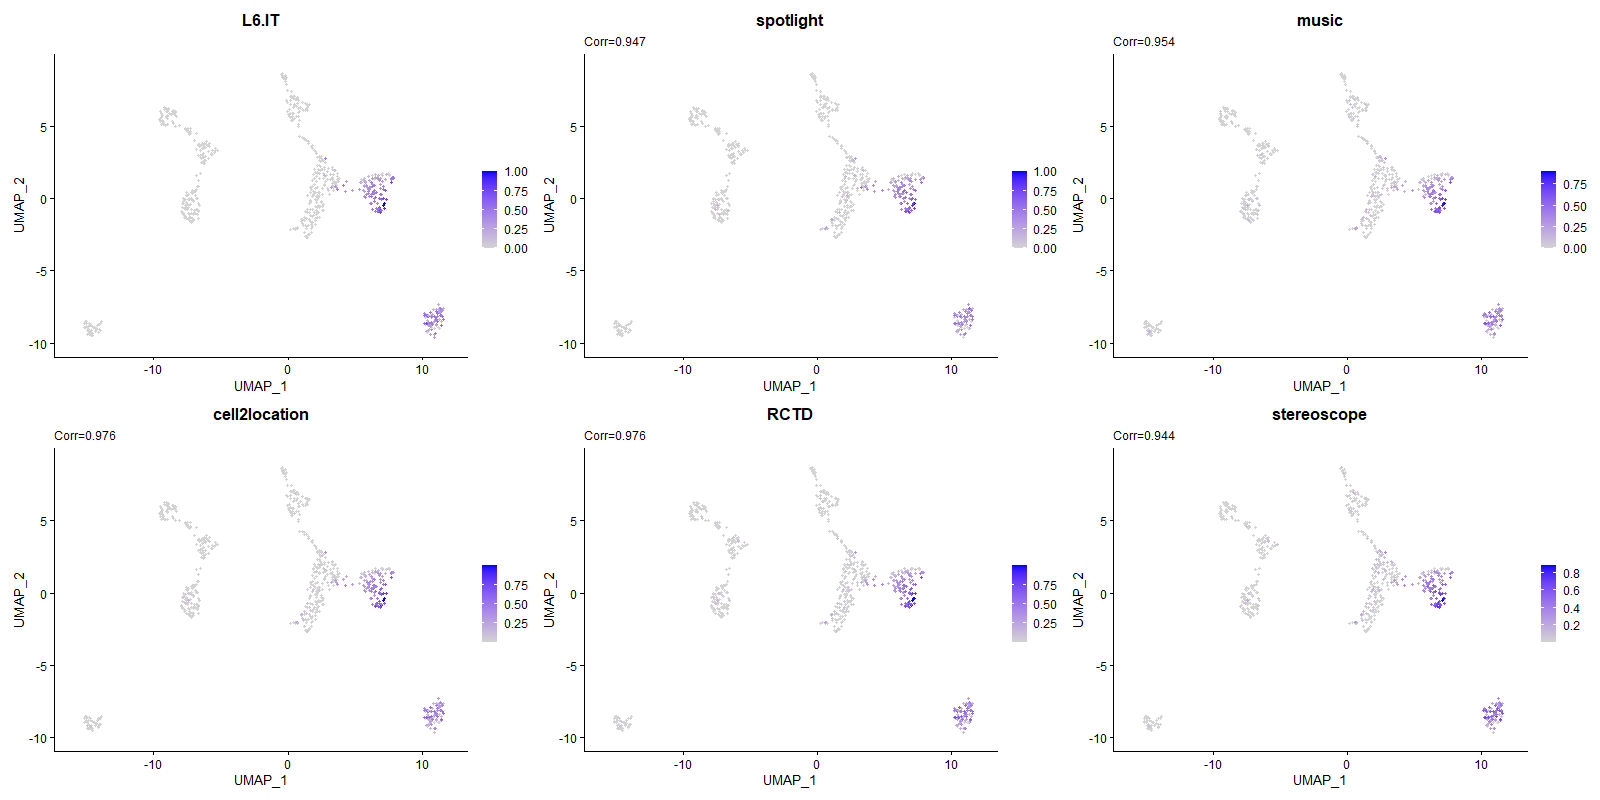 L6.IT
5
0
-5
-10
-10
0
10
UMAP_1
UMAP_2
1.00
0.75
0.50
0.25
0.00
spotlight
Corr=0.947
5
0
-5
-10
-10
0
10
UMAP_1
UMAP_2
1.00
0.75
0.50
0.25
0.00
music
Corr=0.954
5
0
-5
-10
-10
0
10
UMAP_1
UMAP_2
0.75
0.50
0.25
0.00
cell2location
Corr=0.976
5
0
-5
-10
-10
0
10
UMAP_1
UMAP_2
0.75
0.50
0.25
RCTD
Corr=0.976
5
0
-5
-10
-10
0
10
UMAP_1
UMAP_2
0.75
0.50
0.25
stereoscope
Corr=0.944
5
0
-5
-10
-10
0
10
UMAP_1
UMAP_2
0.8
0.6
0.4
0.2